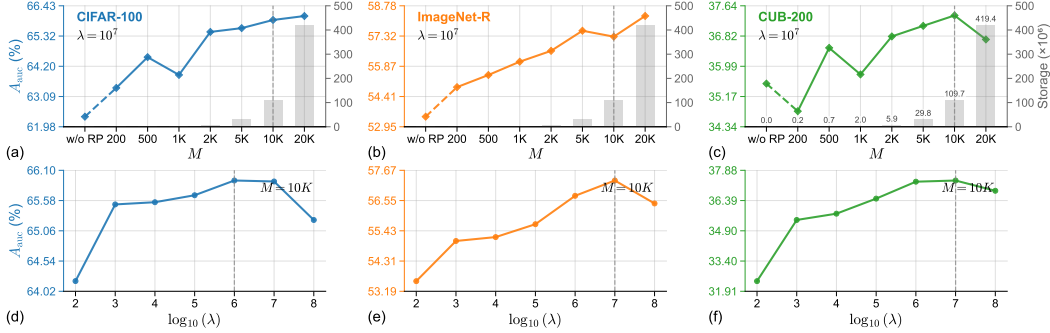 CIFAR-100
λ = 10⁷
66.43
65.32
64.20
63.09
61.98
A_auc (%)
500
400
300
200
100
0
w/o RP 200 500 1K 2K 5K 10K 20K
(a)
M
ImageNet-R
λ = 10⁷
58.78
57.32
55.87
54.41
52.95
500
400
300
200
100
0
w/o RP 200 500 1K 2K 5K 10K 20K
(b)
M
CUB-200
λ = 10⁷
37.64
36.82
35.99
35.17
34.34
0.0 0.2 0.7 2.0 5.9 29.8 109.7 419.4
500
400
300
200
100
0
Storage (×10⁶)
w/o RP 200 500 1K 2K 5K 10K 20K
(c)
M
M = 10K
66.10
65.58
65.06
64.54
64.02
A_auc (%)
2 3 4 5 6 7 8
(d)
log₁₀ (λ)
M = 10K
57.67
56.55
55.43
54.31
53.19
2 3 4 5 6 7 8
(e)
log₁₀ (λ)
M = 10K
37.88
36.39
34.90
33.40
31.91
2 3 4 5 6 7 8
(f)
log₁₀ (λ)